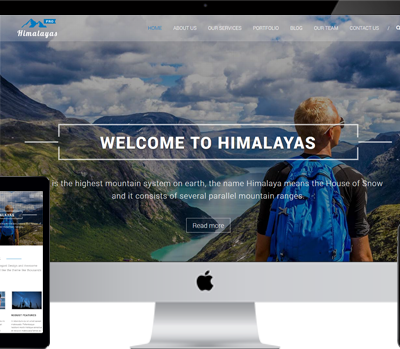 PRO
Himalayas
HOME ABOUT US OUR SERVICES PORTFOLIO BLOG OUR TEAM CONTACT US /
WELCOME TO HIMALAYAS
is the highest mountain system on earth, the name Himalaya means the House of Snow
and it consists of several parallel mountain ranges.
Read more